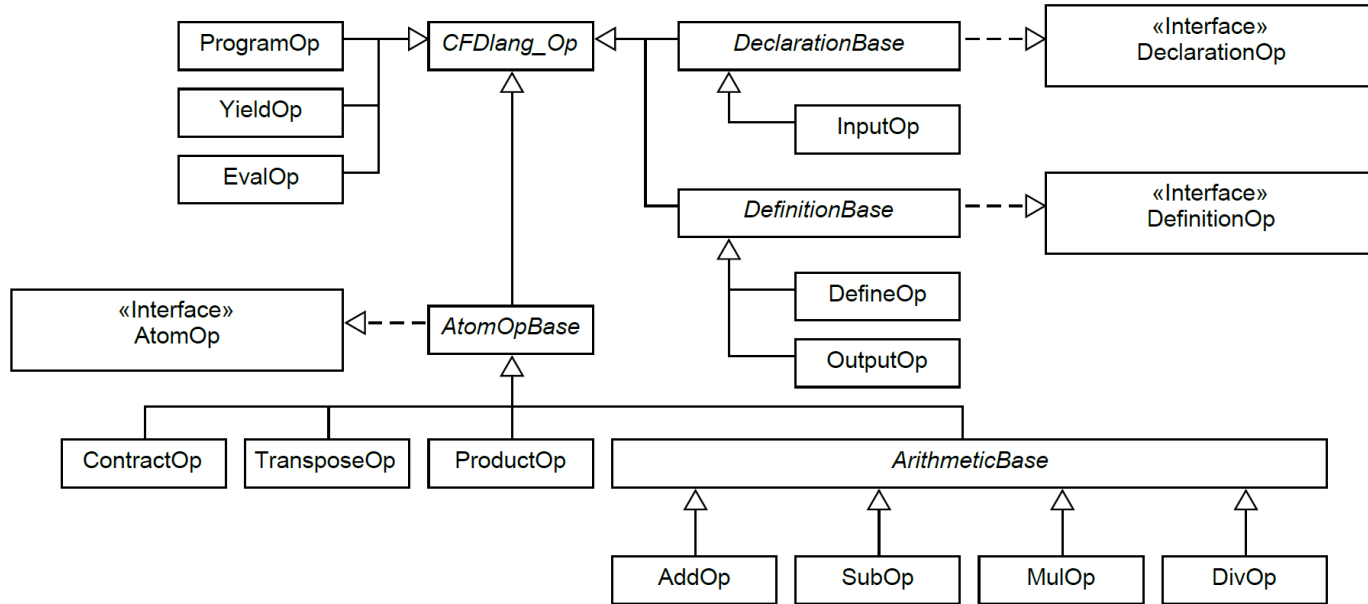 ProgramOp
CFDlang_Op
DeclarationBase
«Interface»
DeclarationOp
YieldOp
InputOp
EvalOp
DefinitionBase
«Interface»
DefinitionOp
DefineOp
«Interface»
AtomOp
AtomOpBase
OutputOp
ContractOp
TransposeOp
ProductOp
ArithmeticBase
AddOp
SubOp
MulOp
DivOp